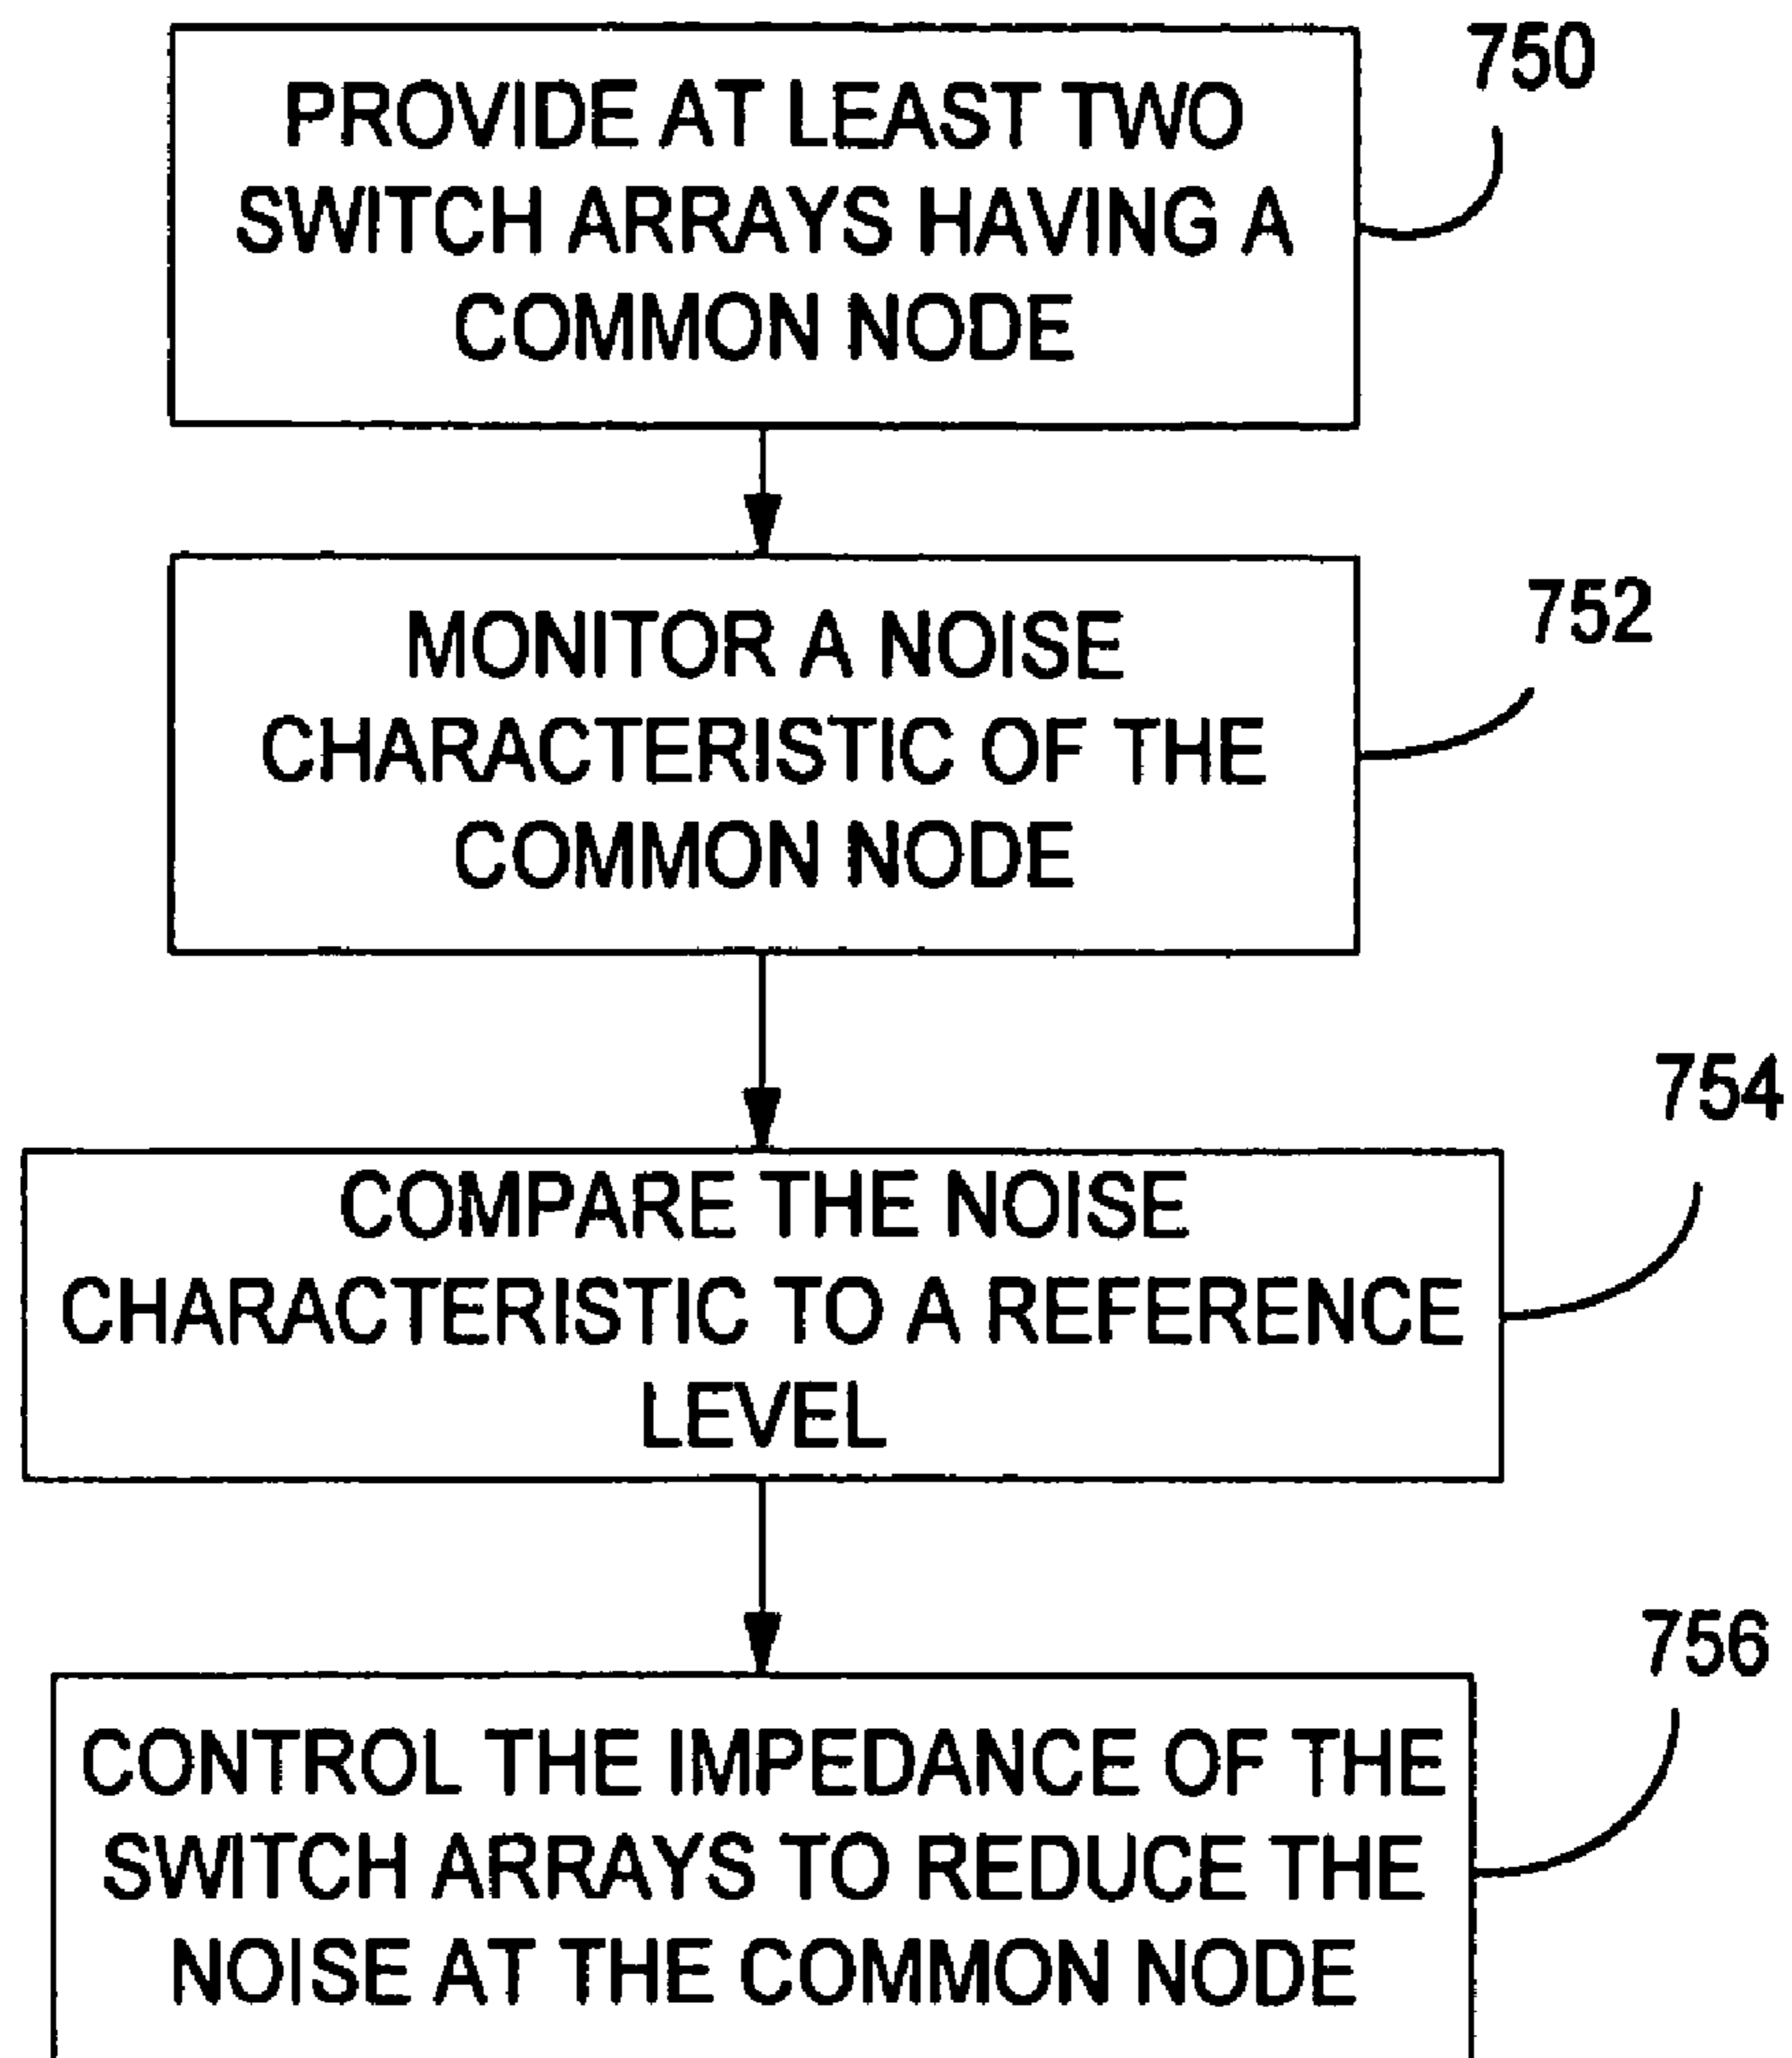 750
PROVIDE AT LEAST TWO
SWITCH ARRAYS HAVING A
COMMON NODE
752
MONITOR A NOISE
CHARACTERISTIC OF THE
COMMON NODE
754
COMPARE THE NOISE
CHARACTERISTIC TO A REFERENCE
LEVEL
756
CONTROL THE IMPEDANCE OF THE
SWITCH ARRAYS TO REDUCE THE
NOISE AT THE COMMON NODE